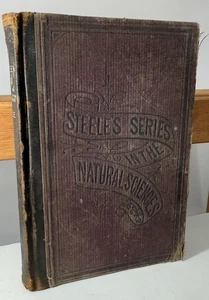 STEELE'S SERIES
IN THE
NATURAL SCIENCES